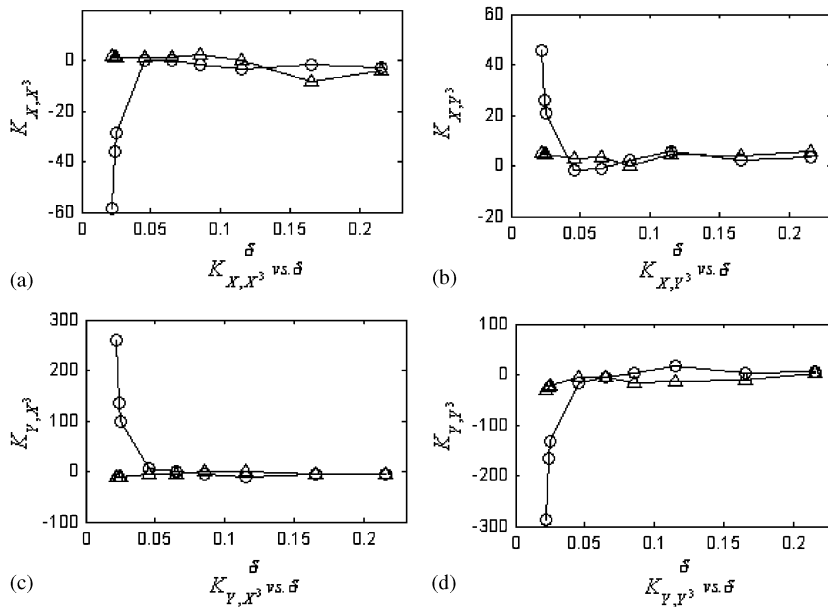 0
-20
-40
-60
K_{X,X^3}
0
0.05
0.1
0.15
0.2
δ
(a)
K_{X,X^3} vs. δ
60
40
20
0
20
K_{X,Y^3}
0
0.05
0.1
0.15
0.2
δ
(b)
K_{X,Y^3} vs. δ
300
200
100
0
-100
K_{Y,X^3}
0
0.05
0.1
0.15
0.2
δ
(c)
K_{Y,X^3} vs. δ
100
0
-100
-200
-300
K_{Y,Y^3}
0
0.05
0.1
0.15
0.2
δ
(d)
K_{Y,Y^3} vs. δ